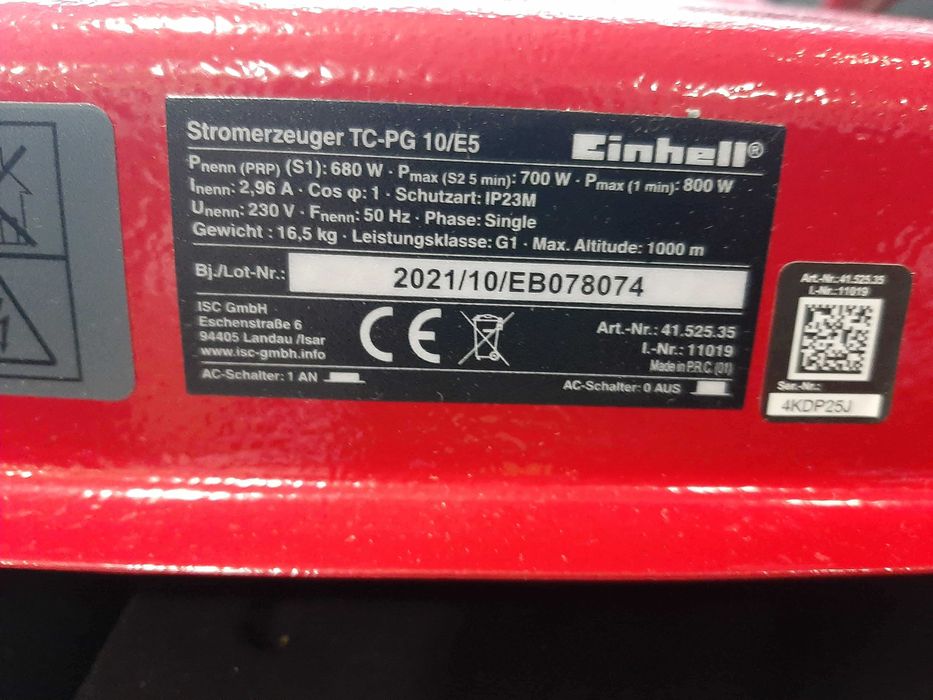 Stromerzeuger TC-PG 10/E5
Einhell®
Pnenn (PRP) (S1): 680 W · Pmax (S2 5 min): 700 W · Pmax (1 min): 800 W
Inenn: 2,96 A · Cos φ: 1 · Schutzart: IP23M
Unenn: 230 V · Fnenn: 50 Hz · Phase: Single
Gewicht : 16,5 kg · Leistungsklasse: G1 · Max. Altitude: 1000 m
Bj./Lot-Nr.: 2021/10/EB078074
ISC GmbH
Eschenstraße 6
94405 Landau /Isar
www.isc-gmbh.info
CE
Art.-Nr.: 41.525.35
I.-Nr.: 11019
Made in P.R.C. (01)
AC-Schalter: 1 AN
AC-Schalter: 0 AUS
Art.-Nr.: 41.525.35
I.-Nr.: 11019
Ser.-Nr.:
4KDP25J